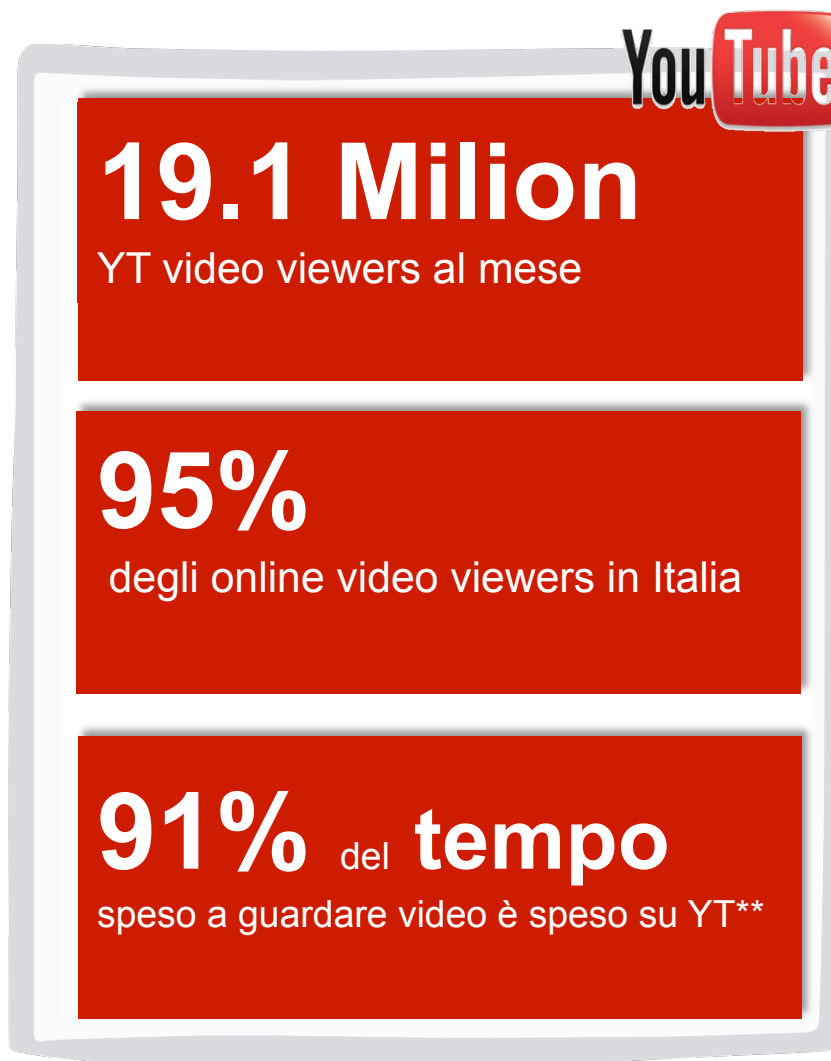 YouTube
19.1 Milion
YT video viewers al mese
95%
degli online video viewers in Italia
91% del tempo
speso a guardare video è speso su YT**